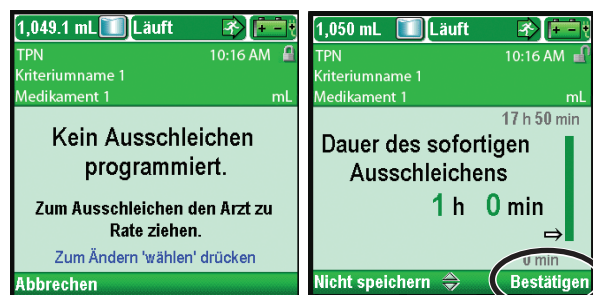 1,049.1 mL Läuft
TPN 10:16 AM
Kriteriumname 1
Medikament 1 mL
Kein Ausschleichen
programmiert.
Zum Ausschleichen den Arzt zu
Rate ziehen.
Zum Ändern 'wählen' drücken
Abbrechen
1,050 mL Läuft
TPN 10:16 AM
Kriteriumname 1
Medikament 1 mL
17 h 50 min
Dauer des sofortigen
Ausschleichens
1 h 0 min
0 min
Nicht speichern Bestätigen